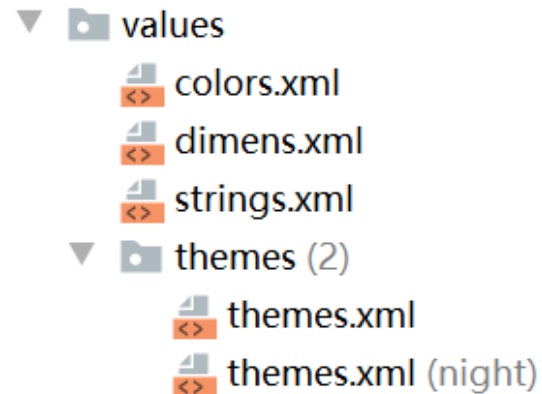 values
colors.xml
dimens.xml
strings.xml
themes (2)
themes.xml
themes.xml (night)